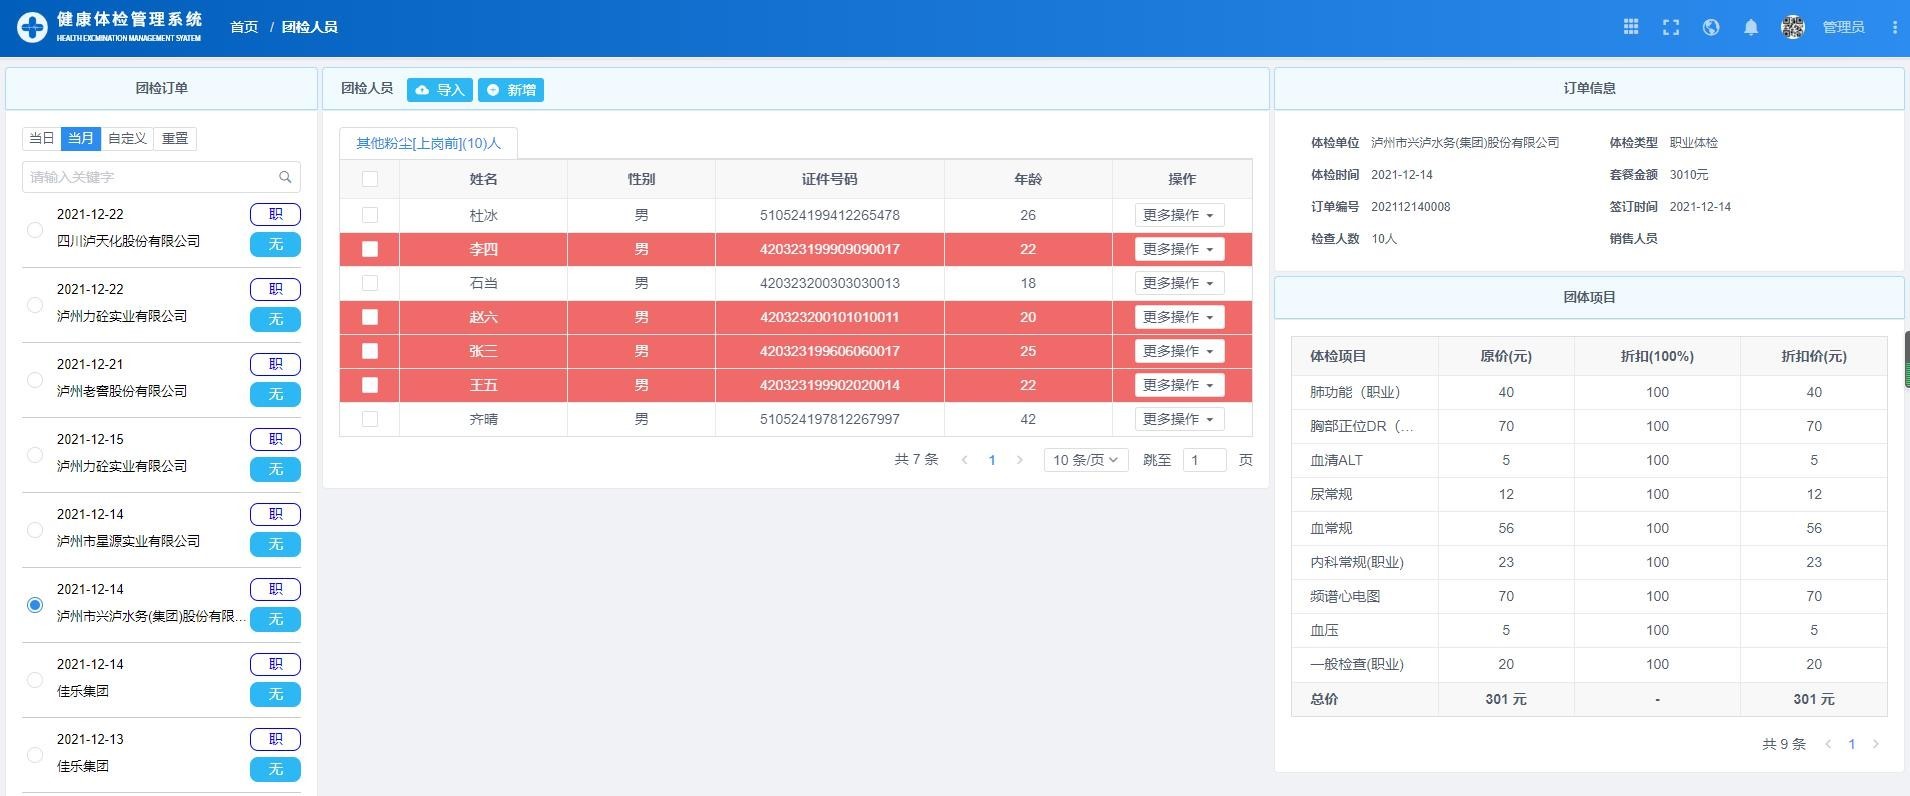 健康体检管理系统
HEALTH EXCMINATION MANAGEMENT SYATEM
首页 / 团检人员
管理员
团检订单
当日 当月 自定义 重置
请输入关键字
2021-12-22 职
四川泸天化股份有限公司 无
2021-12-22 职
泸州力砼实业有限公司 无
2021-12-21 职
泸州老窖股份有限公司 无
2021-12-15 职
泸州力砼实业有限公司 无
2021-12-14 职
泸州市星源实业有限公司 无
2021-12-14 职
泸州市兴泸水务(集团)股份有限... 无
2021-12-14 职
佳乐集团 无
2021-12-13 职
佳乐集团 无
团检人员 导入 新增
其他粉尘[上岗前](10)人
姓名 性别 证件号码 年龄 操作
杜冰 男 510524199412265478 26 更多操作
李四 男 420323199909090017 22 更多操作
石当 男 420323200303030013 18 更多操作
赵六 男 420323200101010011 20 更多操作
张三 男 420323199606060017 25 更多操作
王五 男 420323199902020014 22 更多操作
齐晴 男 510524197812267997 42 更多操作
共 7 条 < 1 > 10 条/页 跳至 1 页
订单信息
体检单位 泸州市兴泸水务(集团)股份有限公司 体检类型 职业体检
体检时间 2021-12-14 套餐金额 3010元
订单编号 202112140008 签订时间 2021-12-14
检查人数 10人 销售人员
团体项目
体检项目 原价(元) 折扣(100%) 折扣价(元)
肺功能（职业） 40 100 40
胸部正位DR（... 70 100 70
血清ALT 5 100 5
尿常规 12 100 12
血常规 56 100 56
内科常规(职业) 23 100 23
频谱心电图 70 100 70
血压 5 100 5
一般检查(职业) 20 100 20
总价 301 元 - 301 元
共 9 条 < 1 >